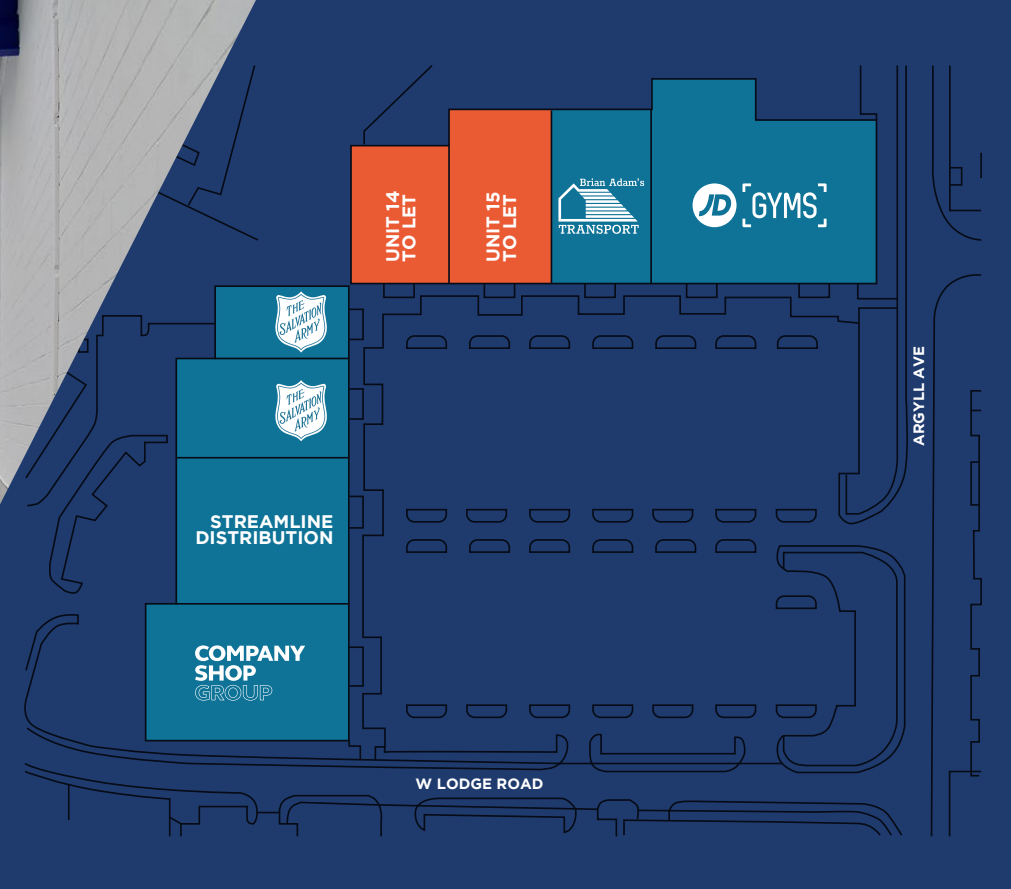 UNIT 14
TO LET
UNIT 15
TO LET
Brian Adam's
TRANSPORT
JD GYMS
THE
SALVATION
ARMY
THE
SALVATION
ARMY
STREAMLINE
DISTRIBUTION
COMPANY
SHOP
GROUP
ARGYLL AVE
W LODGE ROAD